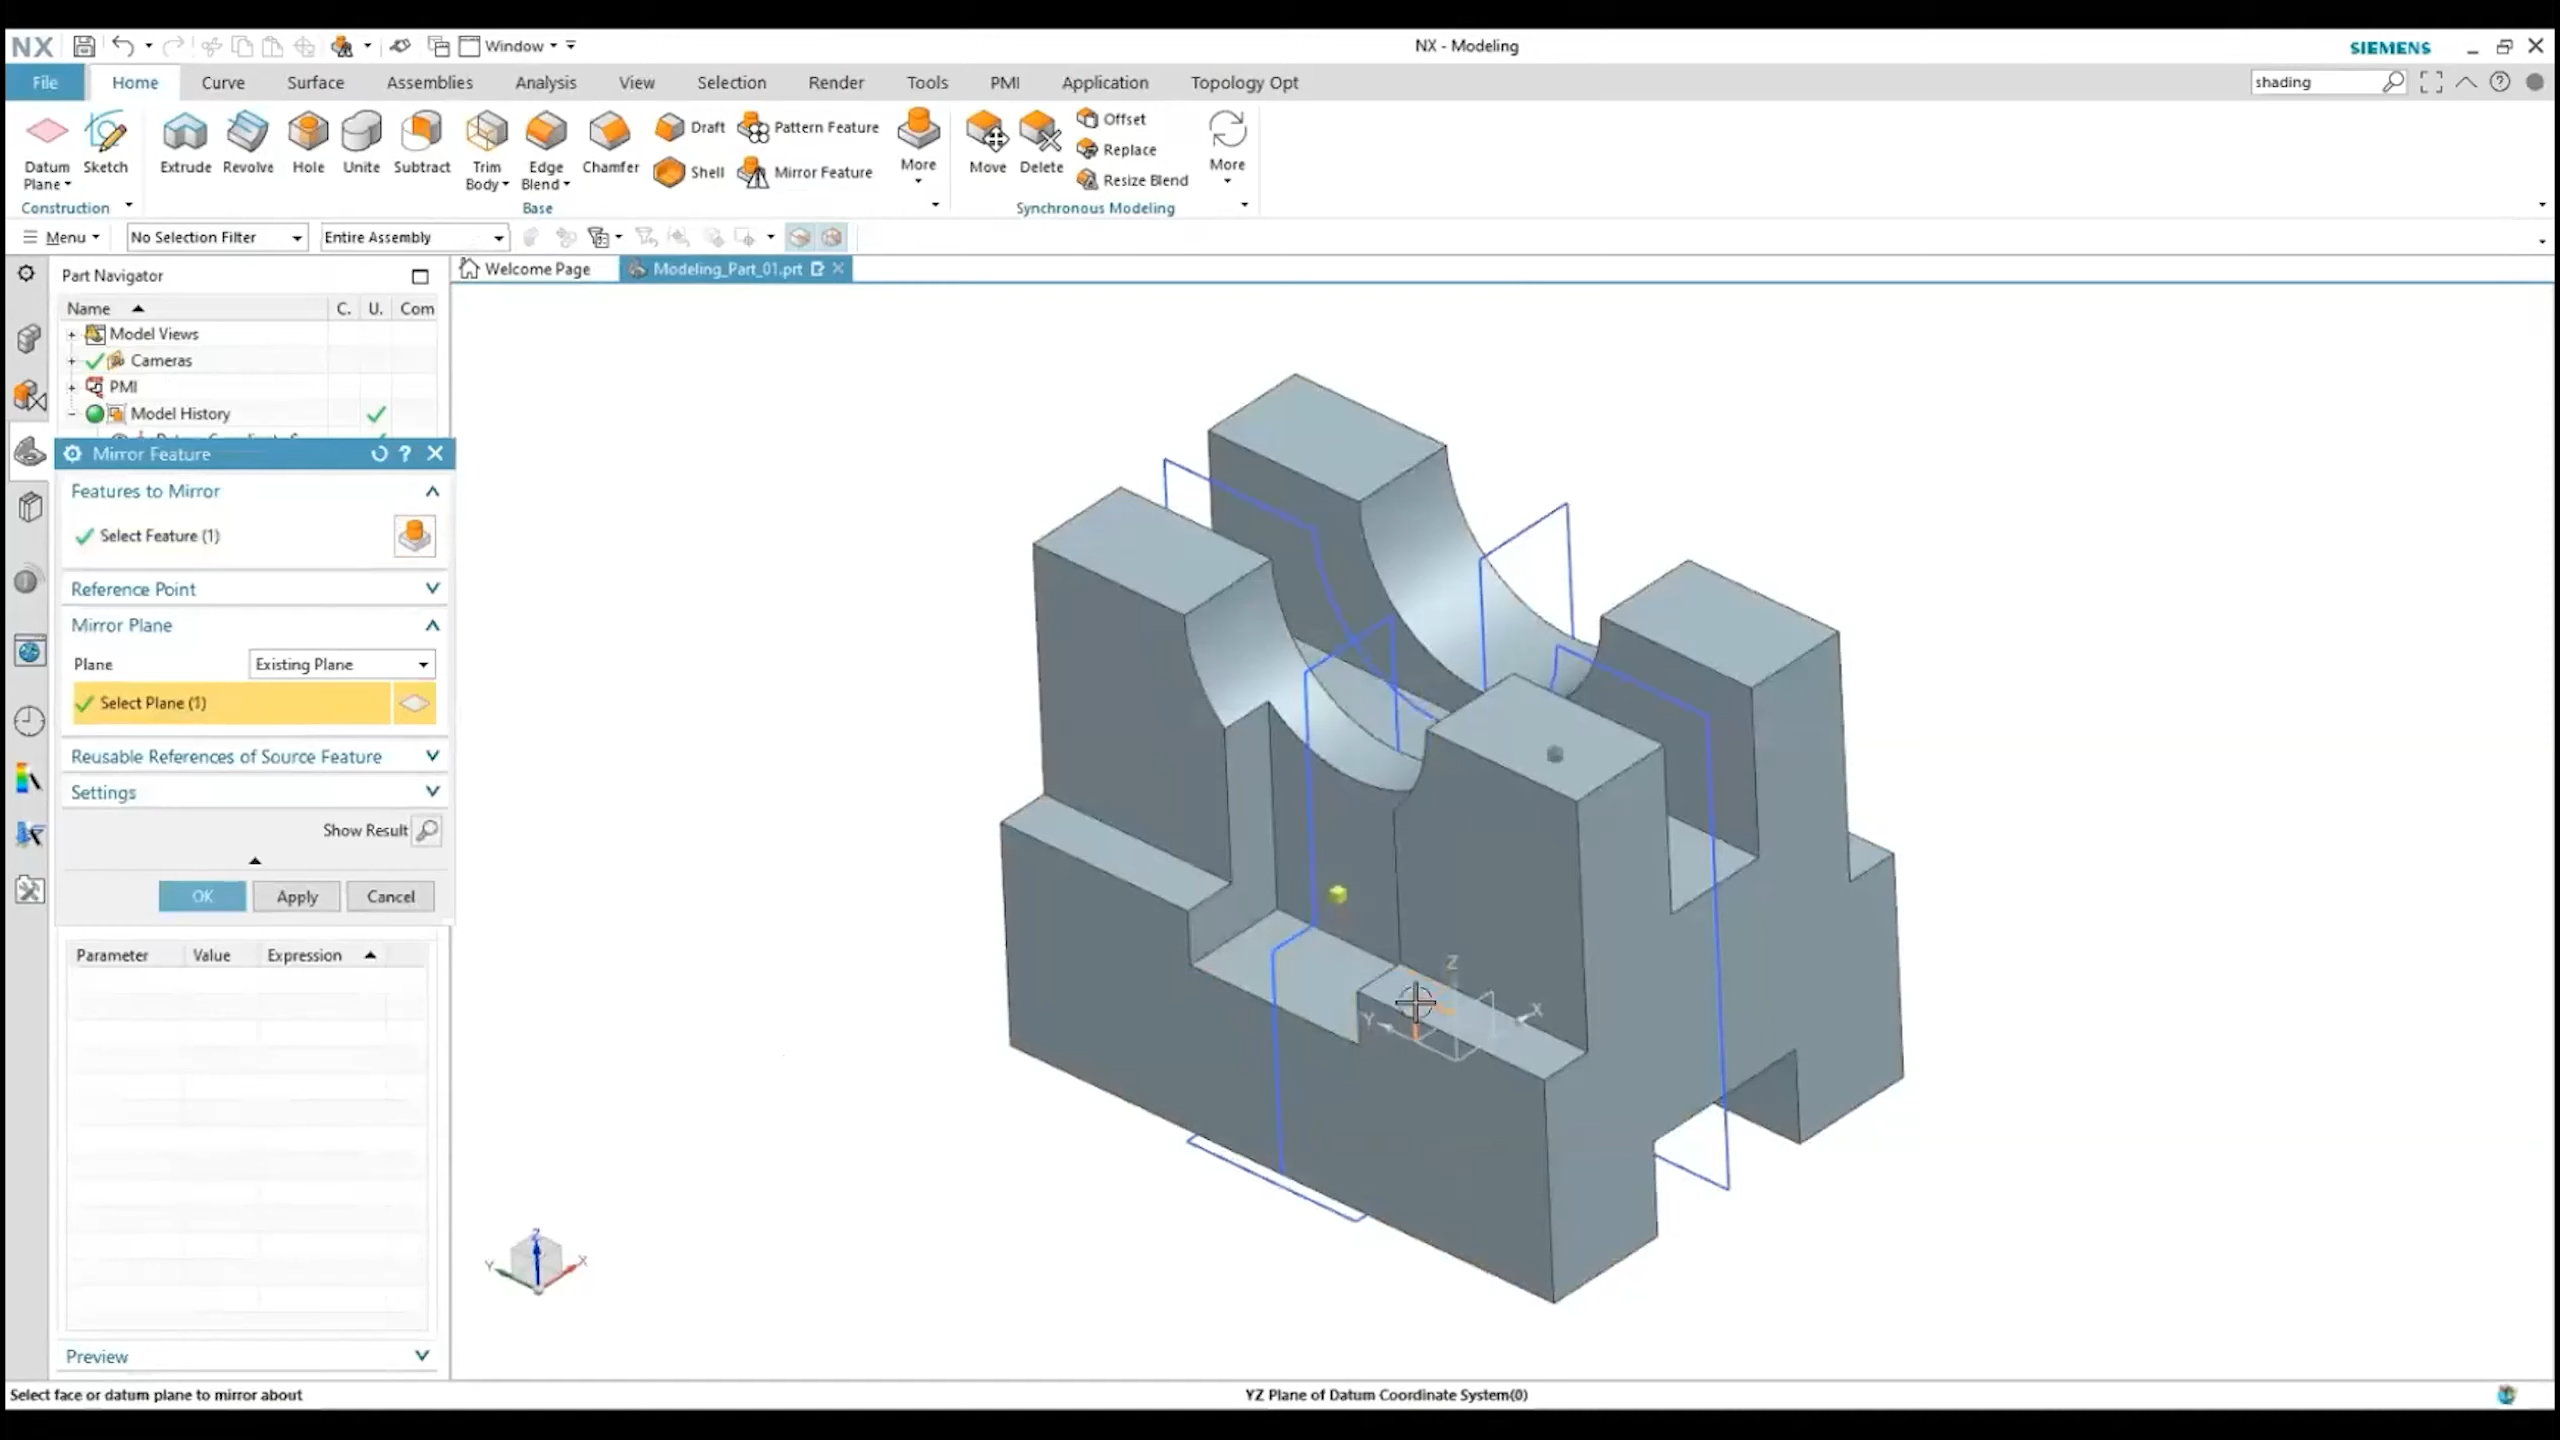 NX
Window
NX - Modeling
SIEMENS
File Home Curve Surface Assemblies Analysis View Selection Render Tools PMI Application Topology Opt
shading
Datum Plane
Sketch
Extrude
Revolve
Hole
Unite
Subtract
Trim Body
Edge Blend
Chamfer
Draft
Shell
Pattern Feature
Mirror Feature
More
Move
Delete
Offset
Replace
Resize Blend
More
Construction
Base
Synchronous Modeling
Menu
No Selection Filter
Entire Assembly
Part Navigator
Welcome Page
Modeling_Part_01.prt
Name C. U. Com
Model Views
Cameras
PMI
Model History
Mirror Feature
Features to Mirror
Select Feature (1)
Reference Point
Mirror Plane
Plane Existing Plane
Select Plane (1)
Reusable References of Source Feature
Settings
Show Result
OK Apply Cancel
Parameter Value Expression
Preview
Z
Y
X
Z
Y
X
Select face or datum plane to mirror about
YZ Plane of Datum Coordinate System(0)